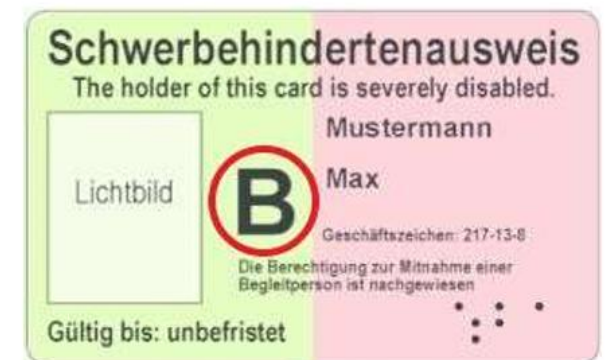 Schwerbehindertenausweis
The holder of this card is severely disabled.
Mustermann
Lichtbild
B
Max
Geschäftszeichen: 217-13-8
Die Berechtigung zur Mitnahme einer
Begleitperson ist nachgewiesen
Gültig bis: unbefristet